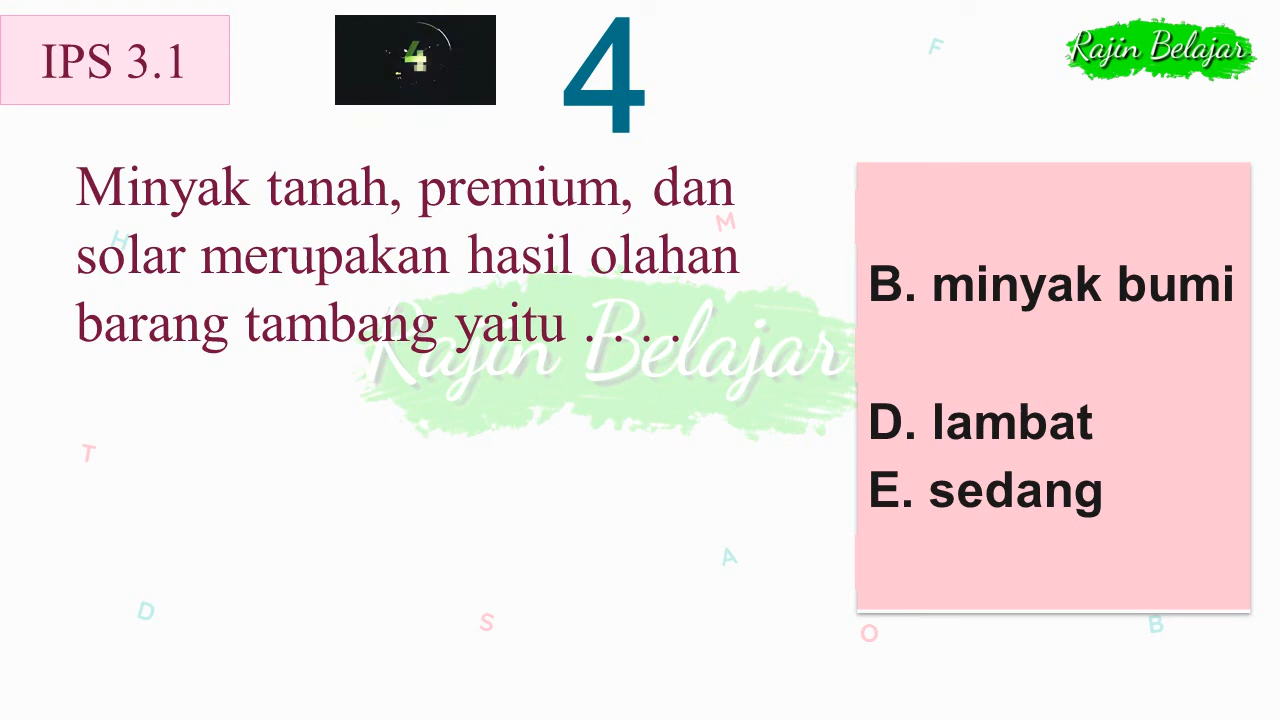 IPS 3.1
4
4
Rajin Belajar
Minyak tanah, premium, dan
solar merupakan hasil olahan
barang tambang yaitu . . . .
Rajin Belajar
B. minyak bumi
D. lambat
E. sedang
F
H
M
T
A
D
S
O
B